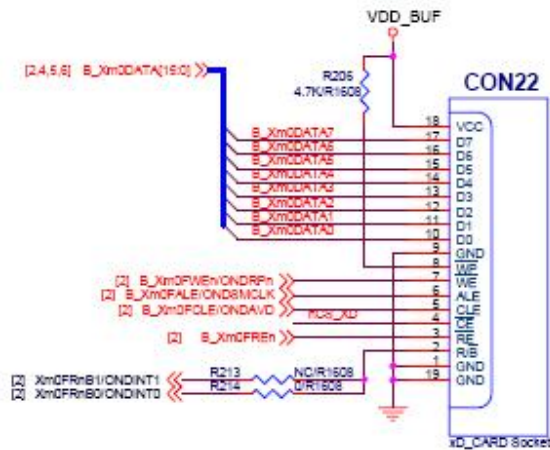 VDD_BUF
[2,4,5,6] B_Xm0DATA[15:0]
R206
4.7K/R1608
CON22
18 VCC
B_Xm0DATA7 17 D7
B_Xm0DATA6 16 D6
B_Xm0DATA5 15 D5
B_Xm0DATA4 14 D4
B_Xm0DATA3 13 D3
B_Xm0DATA2 12 D2
B_Xm0DATA1 11 D1
B_Xm0DATA0 10 D0
9 GND
8 WP
[2] B_Xm0FWEn/ONDRPn 7 WE
[2] B_Xm0FALE/ONDSMCLK 6 ALE
[2] B_Xm0FCLE/ONDAVD 5 CLE
nCS_XD 4 CE
[2] B_Xm0FREn 3 RE
2 R/B
1 GND
[2] Xm0FRnB1/ONDINT1 R213 NC/R1608
19 GND
[2] Xm0FRnB0/ONDINT0 R214 0/R1608
xD_CARD Socket